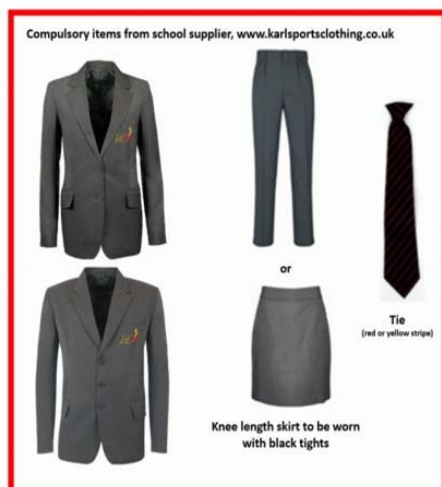 Compulsory items from school supplier, www.karlsportsclothing.co.uk
or
Tie
(red or yellow stripe)
Knee length skirt to be worn
with black tights